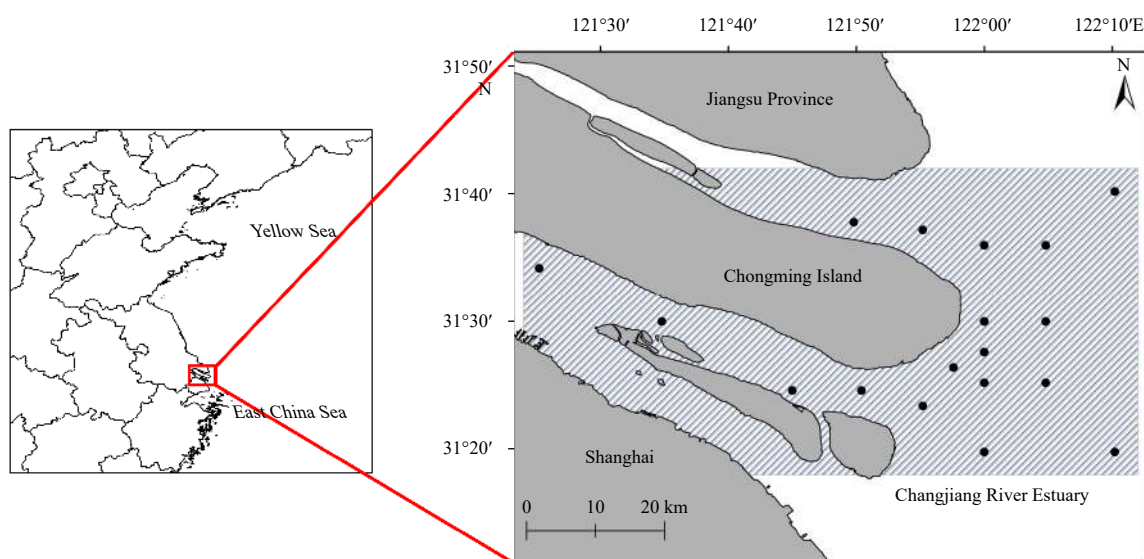 121°30′ 121°40′ 121°50′ 122°00′ 122°10′E
31°50′
N
N
Jiangsu Province
31°40′
Yellow Sea
Chongming Island
31°30′
East China Sea
31°20′
Shanghai
Changjiang River Estuary
0 10 20 km